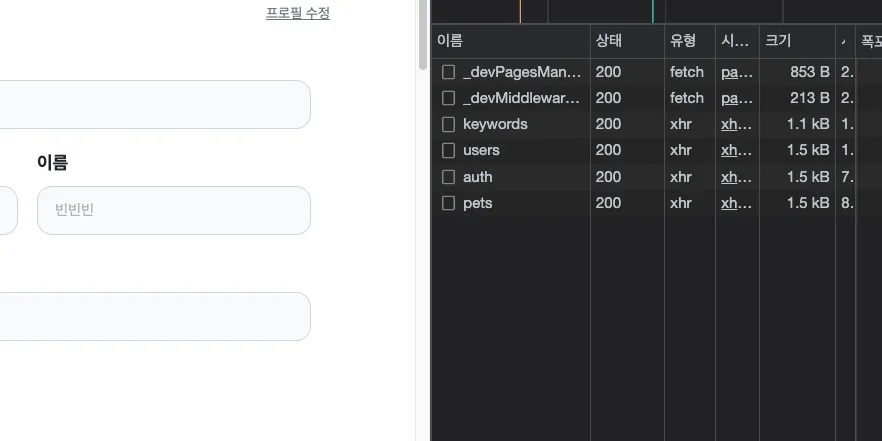 프로필 수정
이름
빈빈빈
이름 상태 유형 시... 크기 폭포
_devPagesMan... 200 fetch pa... 853 B 2.
_devMiddlewar... 200 fetch pa... 213 B 2.
keywords 200 xhr xh... 1.1 kB 1.
users 200 xhr xh... 1.5 kB 1.
auth 200 xhr xh... 1.5 kB 7.
pets 200 xhr xh... 1.5 kB 8.